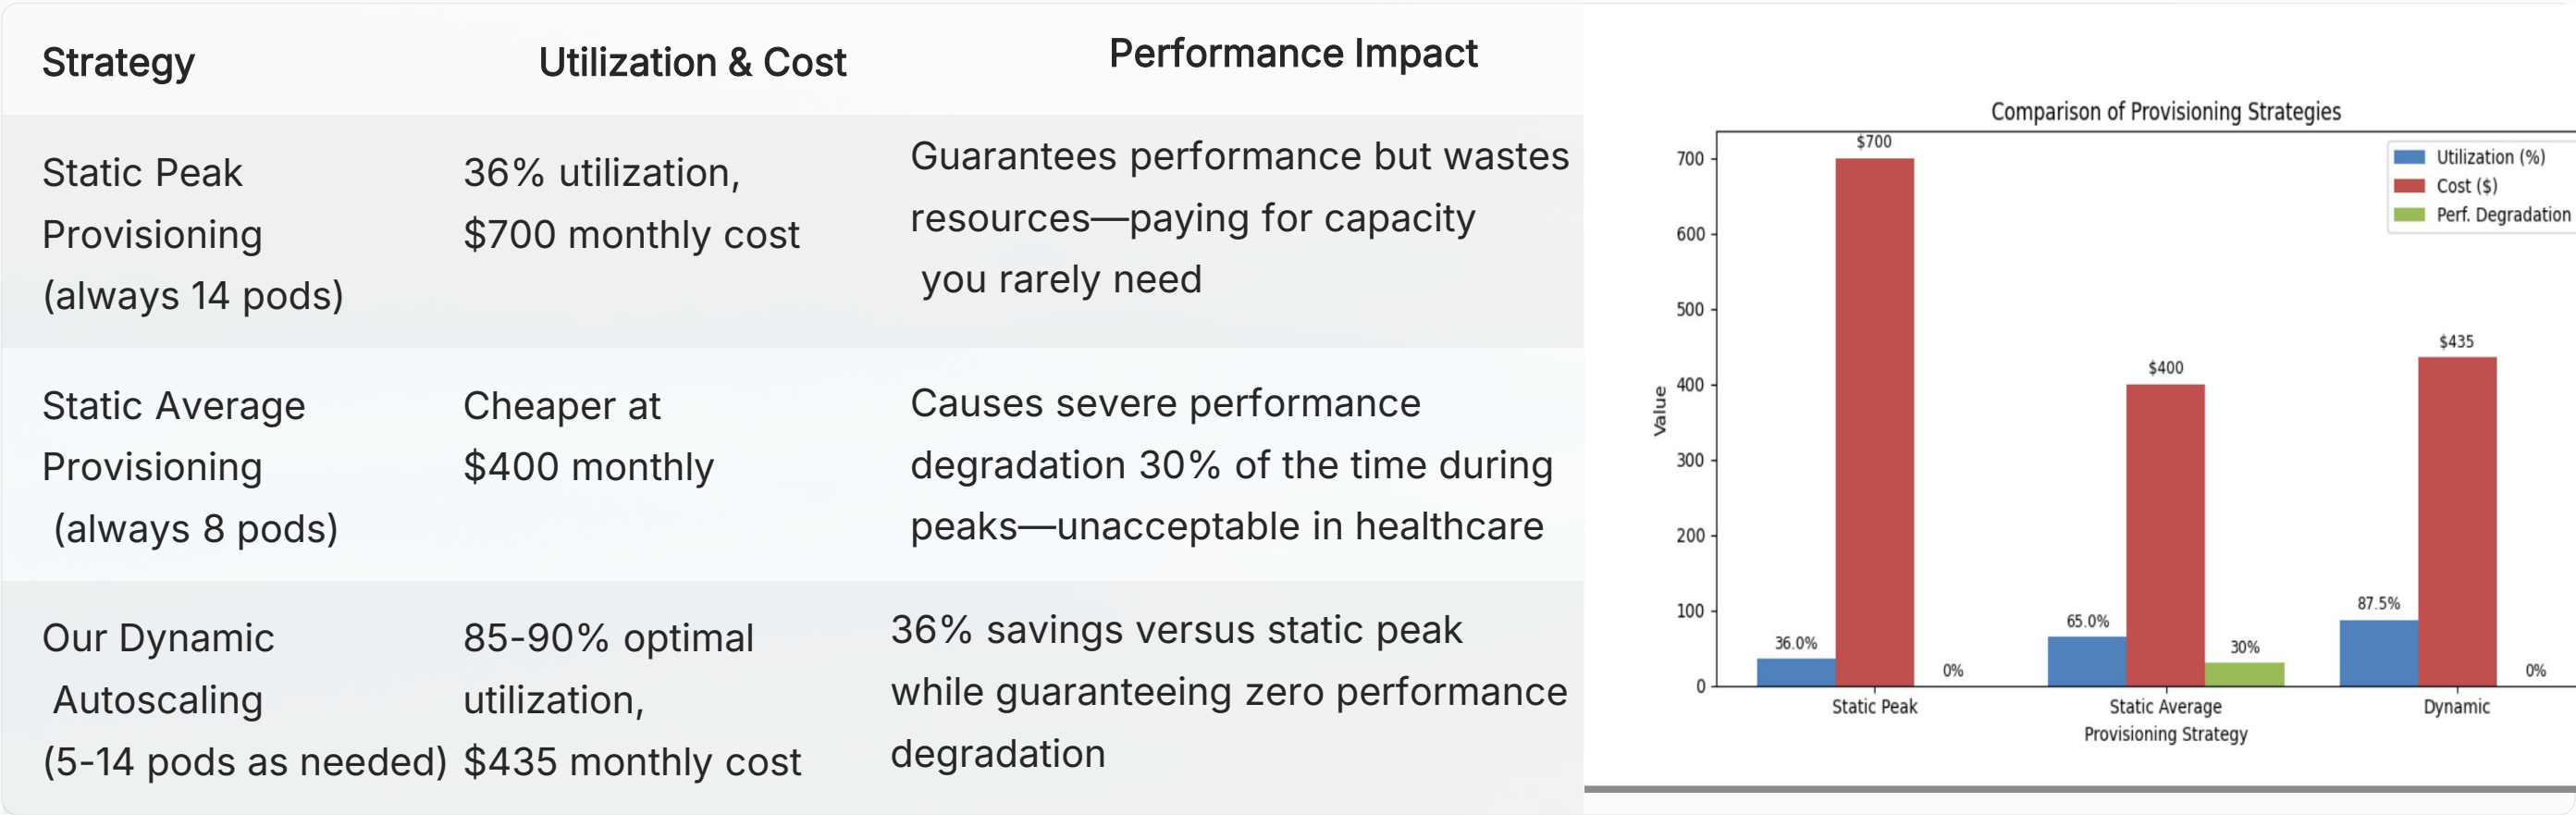 Strategy
Utilization & Cost
Performance Impact
Static Peak
Provisioning
(always 14 pods)
36% utilization,
$700 monthly cost
Guarantees performance but wastes
resources—paying for capacity
you rarely need
Static Average
Provisioning
(always 8 pods)
Cheaper at
$400 monthly
Causes severe performance
degradation 30% of the time during
peaks—unacceptable in healthcare
Our Dynamic
Autoscaling
(5-14 pods as needed)
85-90% optimal
utilization,
$435 monthly cost
36% savings versus static peak
while guaranteeing zero performance
degradation
Comparison of Provisioning Strategies
Utilization (%)
Cost ($)
Perf. Degradation
Value
700
600
500
400
300
200
100
0
36.0%
$700
0%
65.0%
$400
30%
87.5%
$435
0%
Static Peak
Static Average
Dynamic
Provisioning Strategy